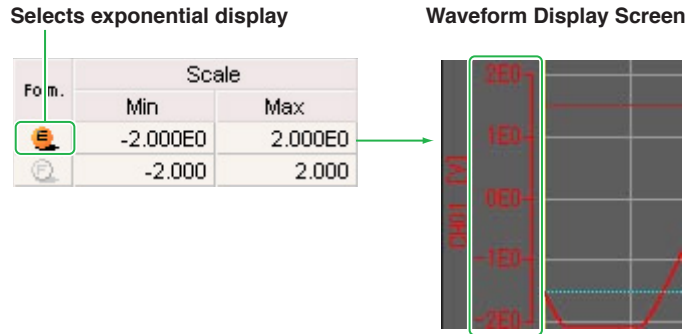 Selects exponential display
Waveform Display Screen
Form.
Scale
Min
Max
E
-2.000E0
2.000E0
F
-2.000
2.000
CH01 [V]
2E0
1E0
0E0
-1E0
-2E0